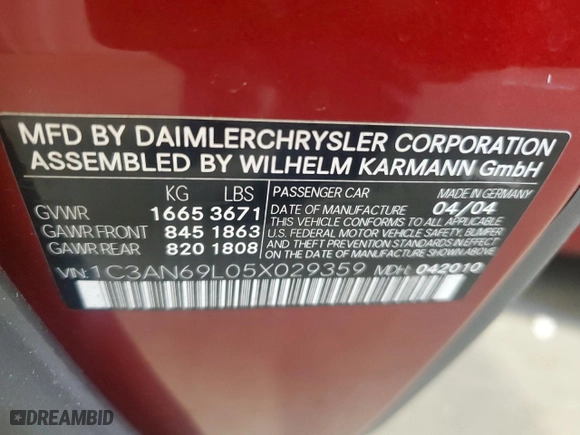 MFD BY DAIMLERCHRYSLER CORPORATION
ASSEMBLED BY WILHELM KARMANN GmbH
KG LBS
GVWR 1665 3671
GAWR FRONT 845 1863
GAWR REAR 820 1808
PASSENGER CAR MADE IN GERMANY
DATE OF MANUFACTURE 04/04
THIS VEHICLE CONFORMS TO ALL APPLICABLE
U.S. FEDERAL MOTOR VEHICLE SAFETY, BUMPER
AND THEFT PREVENTION STANDARDS IN EFFECT
ON THE DATE OF MANUFACTURE SHOWN ABOVE
VIN: 1C3AN69L05X029359 MDH: 042010
DREAMBID